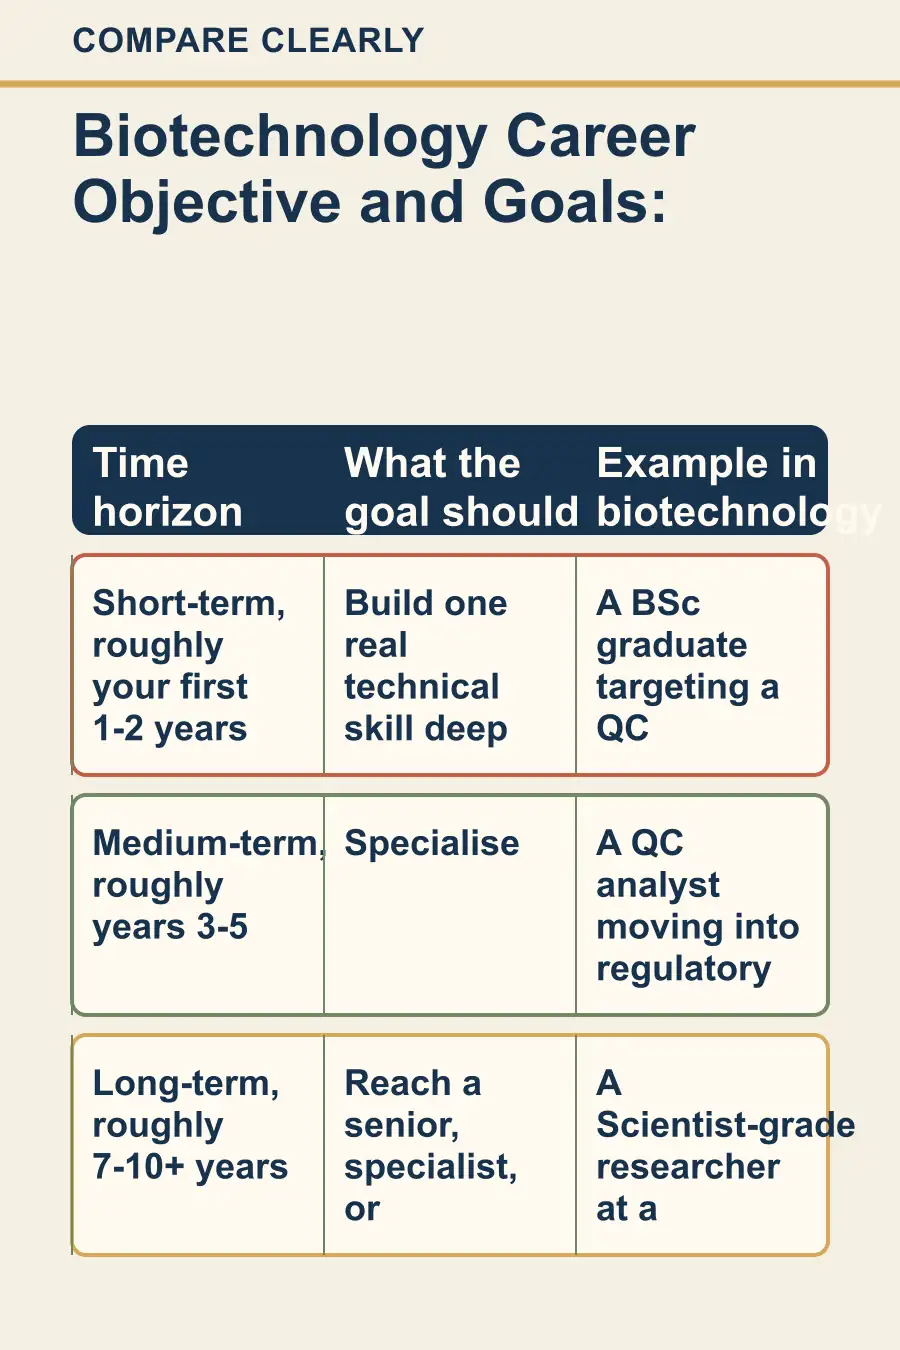 COMPARE CLEARLY
Biotechnology Career
Objective and Goals:
Time
horizon
What the
goal should
Example in
biotechnology
Short-term,
roughly
your first
1-2 years
Build one
real
technical
skill deep
A BSc
graduate
targeting a
QC
Medium-term,
roughly
years 3-5
Specialise
A QC
analyst
moving into
regulatory
Long-term,
roughly
7-10+ years
Reach a
senior,
specialist,
or
A
Scientist-grade
researcher
at a